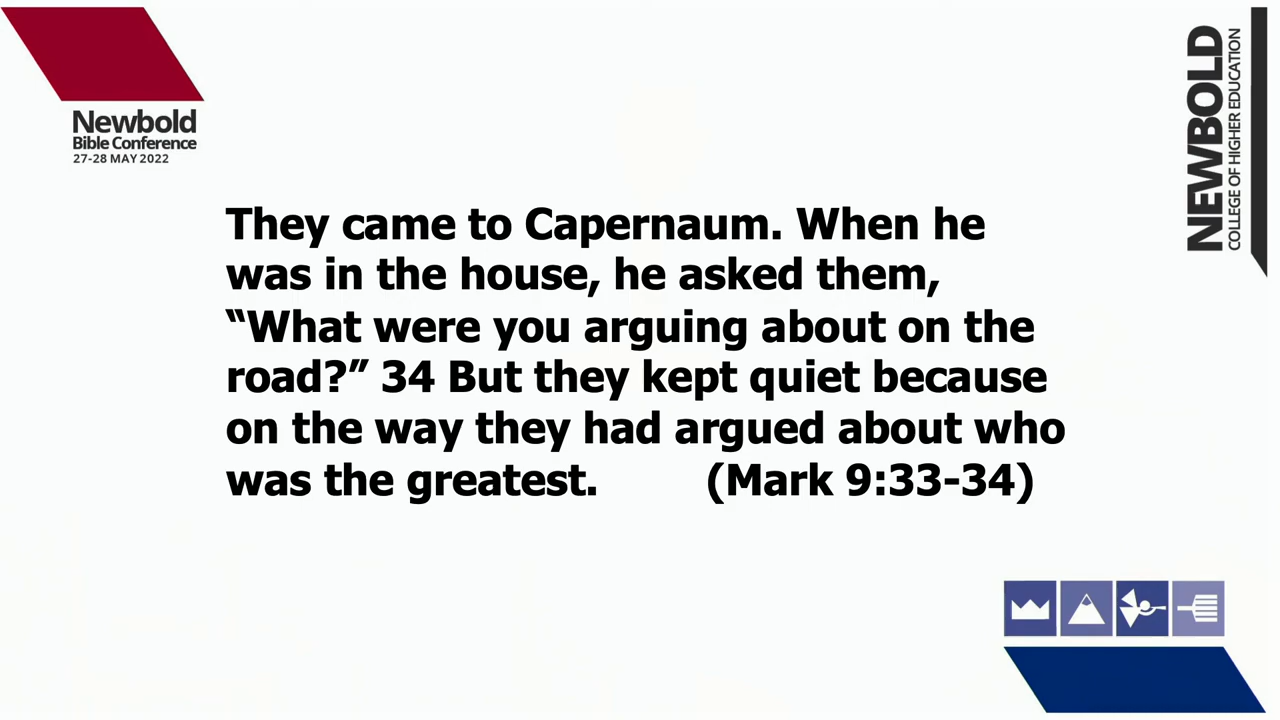 Newbold
Bible Conference
27-28 MAY 2022
NEWBOLD
COLLEGE OF HIGHER EDUCATION
They came to Capernaum. When he
was in the house, he asked them,
“What were you arguing about on the
road?” 34 But they kept quiet because
on the way they had argued about who
was the greatest. (Mark 9:33-34)